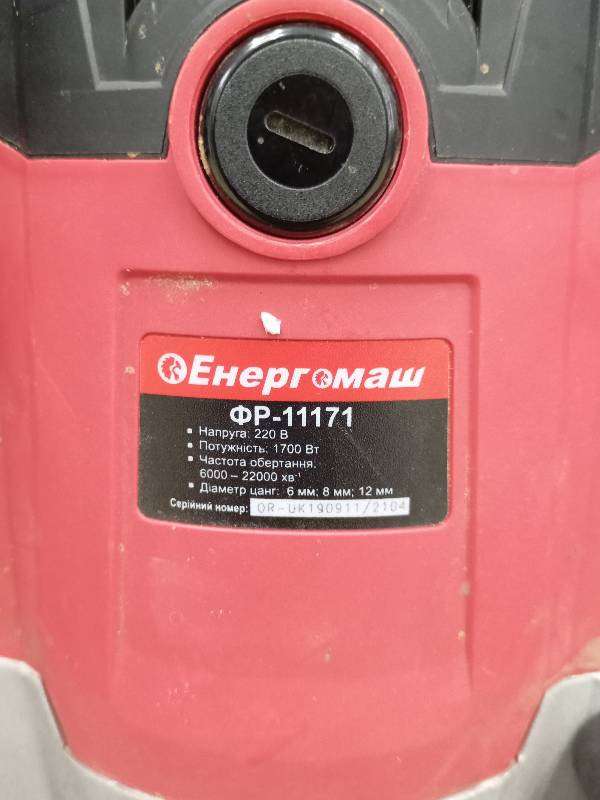 Енергомаш
ФР-11171
▪ Напруга: 220 В
▪ Потужність: 1700 Вт
▪ Частота обертання:
6000 – 22000 хв⁻¹
▪ Діаметр цанг: 6 мм; 8 мм; 12 мм
Серійний номер: OR-UK190911/2104